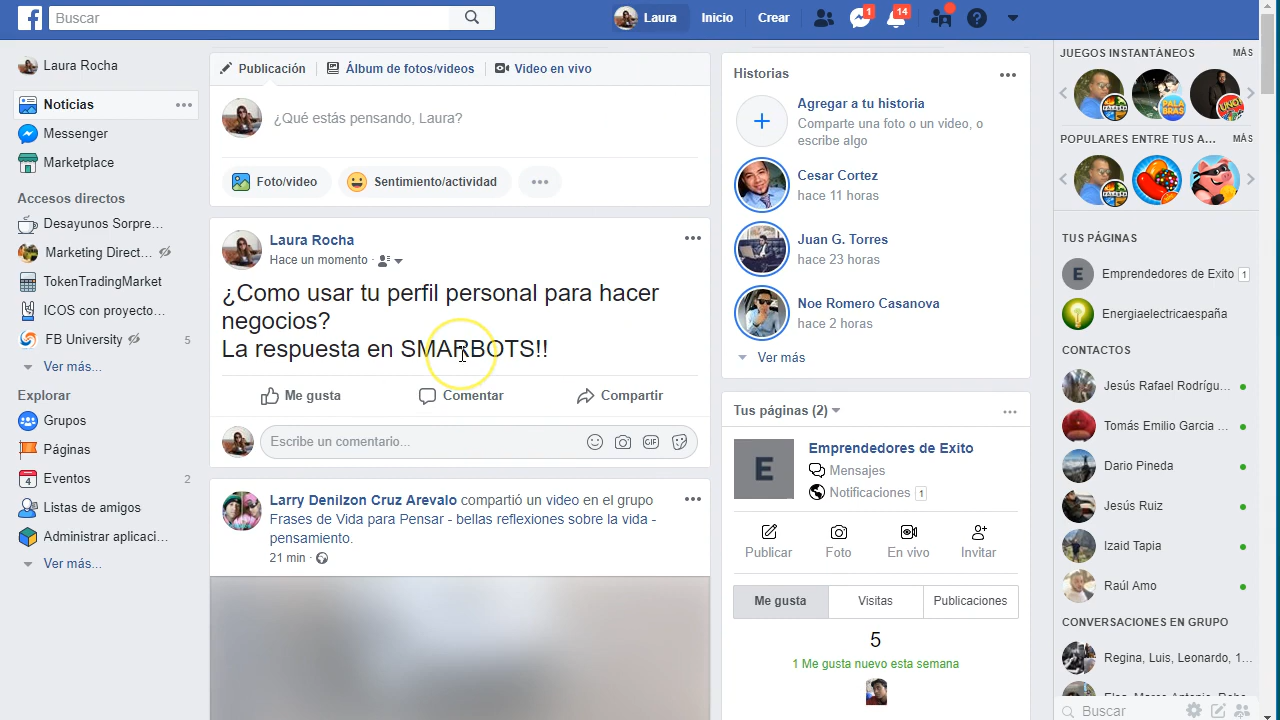 Buscar
Laura
Inicio
Crear
1
14
Laura Rocha
Noticias
Messenger
Marketplace
Accesos directos
Desayunos Sorpre...
Marketing Direct...
TokenTradingMarket
ICOS con proyecto...
FB University
5
Ver más...
Explorar
Grupos
Páginas
Eventos
2
Listas de amigos
Administrar aplicaci...
Ver más...
Publicación
Álbum de fotos/videos
Video en vivo
¿Qué estás pensando, Laura?
Foto/video
Sentimiento/actividad
Laura Rocha
Hace un momento ·
¿Como usar tu perfil personal para hacer
negocios?
La respuesta en SMARBOTS!!
Me gusta
Comentar
Compartir
Escribe un comentario...
GIF
Larry Denilzon Cruz Arevalo compartió un video en el grupo
Frases de Vida para Pensar - bellas reflexiones sobre la vida -
pensamiento.
21 min ·
Historias
Agregar a tu historia
Comparte una foto o un video, o
escribe algo
Cesar Cortez
hace 11 horas
Juan G. Torres
hace 23 horas
Noe Romero Casanova
hace 2 horas
Ver más
Tus páginas (2)
E
Emprendedores de Exito
Mensajes
Notificaciones 1
Publicar
Foto
En vivo
Invitar
Me gusta
Visitas
Publicaciones
5
1 Me gusta nuevo esta semana
JUEGOS INSTANTÁNEOS
MÁS
PALABRAS
UNO
POPULARES ENTRE TUS A...
MÁS
TUS PÁGINAS
E
Emprendedores de Exito 1
Energiaelectricaespaña
CONTACTOS
Jesús Rafael Rodrígu...
Tomás Emilio Garcia ...
Dario Pineda
Jesús Ruiz
Izaid Tapia
Raúl Amo
CONVERSACIONES EN GRUPO
Regina, Luis, Leonardo, 1...
Buscar